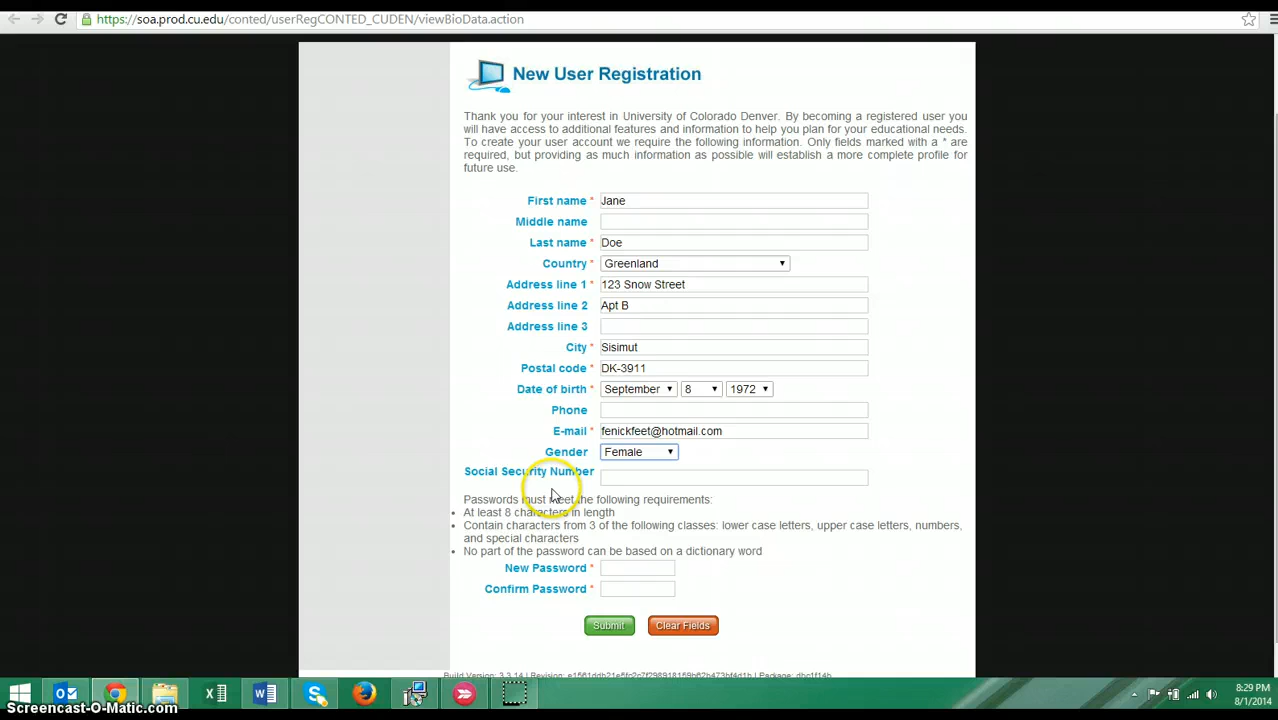 https://soa.prod.cu.edu/conted/userRegCONTED_CUDEN/viewBioData.action
New User Registration
Thank you for your interest in University of Colorado Denver. By becoming a registered user you
will have access to additional features and information to help you plan for your educational needs.
To create your user account we require the following information. Only fields marked with a * are
required, but providing as much information as possible will establish a more complete profile for
future use.
First name * Jane
Middle name
Last name * Doe
Country * Greenland
Address line 1 * 123 Snow Street
Address line 2 Apt B
Address line 3
City * Sisimut
Postal code * DK-3911
Date of birth * September 8 1972
Phone
E-mail * fenickfeet@hotmail.com
Gender Female
Social Security Number
Passwords must meet the following requirements:
• At least 8 characters in length
• Contain characters from 3 of the following classes: lower case letters, upper case letters, numbers,
and special characters
• No part of the password can be based on a dictionary word
New Password *
Confirm Password *
Submit Clear Fields
Build Version: 3.3.14 | Revision: | Package:
8:29 PM
8/1/2014
Screencast-O-Matic.com